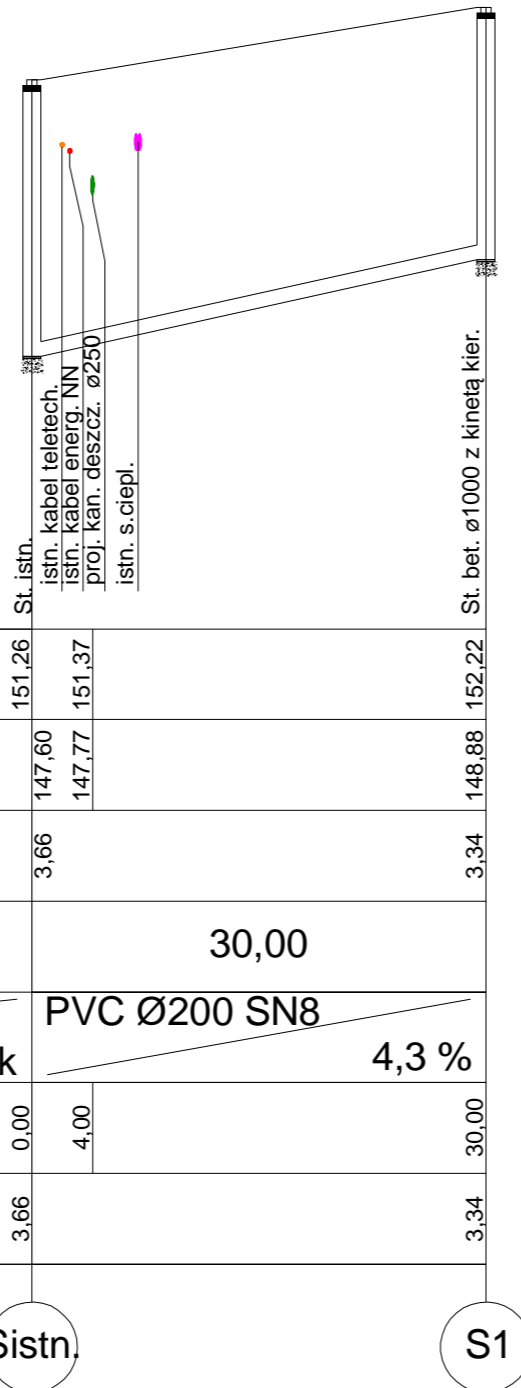 St. istn.
istn. kabel teletech.
istn. kabel energ. NN
proj. kan. deszcz. ø250
istn. s.ciepl.
St. bet. ø1000 z kinetą kier.
151,26
151,37
152,22
147,60
147,77
148,88
3,66
3,34
30,00
PVC Ø200 SN8
k
4,3 %
0,00
4,00
30,00
3,66
3,34
Sistn.
S1